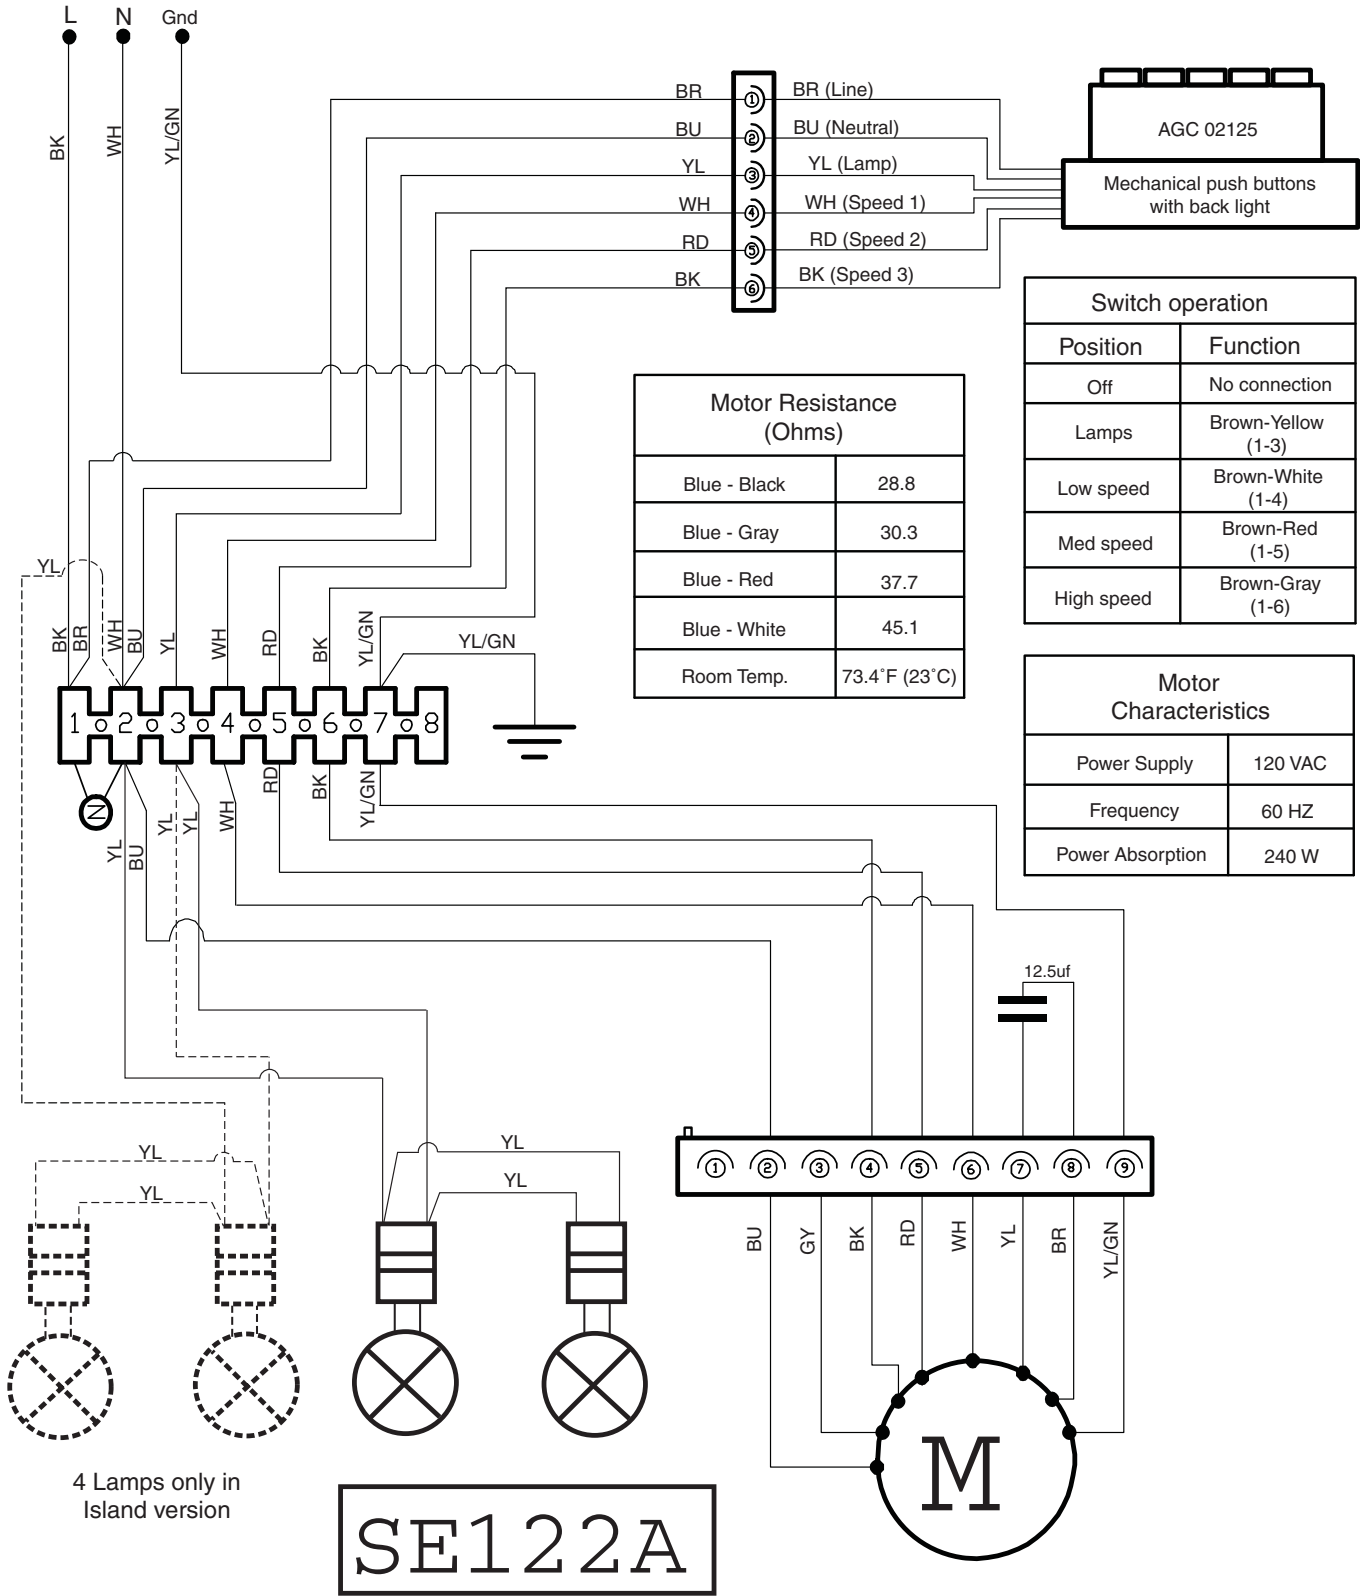 L N Gnd
BK
WH
YL/GN
BR
BU
YL
WH
RD
BK
1
2
3
4
5
6
BR (Line)
BU (Neutral)
YL (Lamp)
WH (Speed 1)
RD (Speed 2)
BK (Speed 3)
AGC 02125
Mechanical push buttons
with back light
Switch operation
Position Function
Off No connection
Lamps Brown-Yellow
(1-3)
Low speed Brown-White
(1-4)
Med speed Brown-Red
(1-5)
High speed Brown-Gray
(1-6)
Motor Resistance
(Ohms)
Blue - Black 28.8
Blue - Gray 30.3
Blue - Red 37.7
Blue - White 45.1
Room Temp. 73.4˚F (23˚C)
Motor
Characteristics
Power Supply 120 VAC
Frequency 60 HZ
Power Absorption 240 W
YL
BK
BR
WH
BU
YL
WH
RD
BK
YL/GN
YL/GN
1 2 3 4 5 6 7 8
N
YL
BU
YL
YL
WH
RD
BK
YL/GN
12.5uf
YL
YL
YL
YL
1 2 3 4 5 6 7 8 9
BU
GY
BK
RD
WH
YL
BR
YL/GN
M
4 Lamps only in
Island version
SE122A